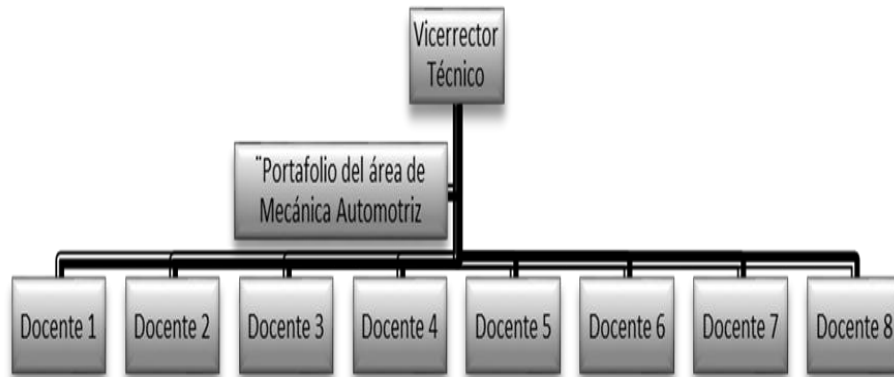 Vicerrector
Técnico
¨Portafolio del área de
Mecánica Automotriz
Docente 1
Docente 2
Docente 3
Docente 4
Docente 5
Docente 6
Docente 7
Docente 8